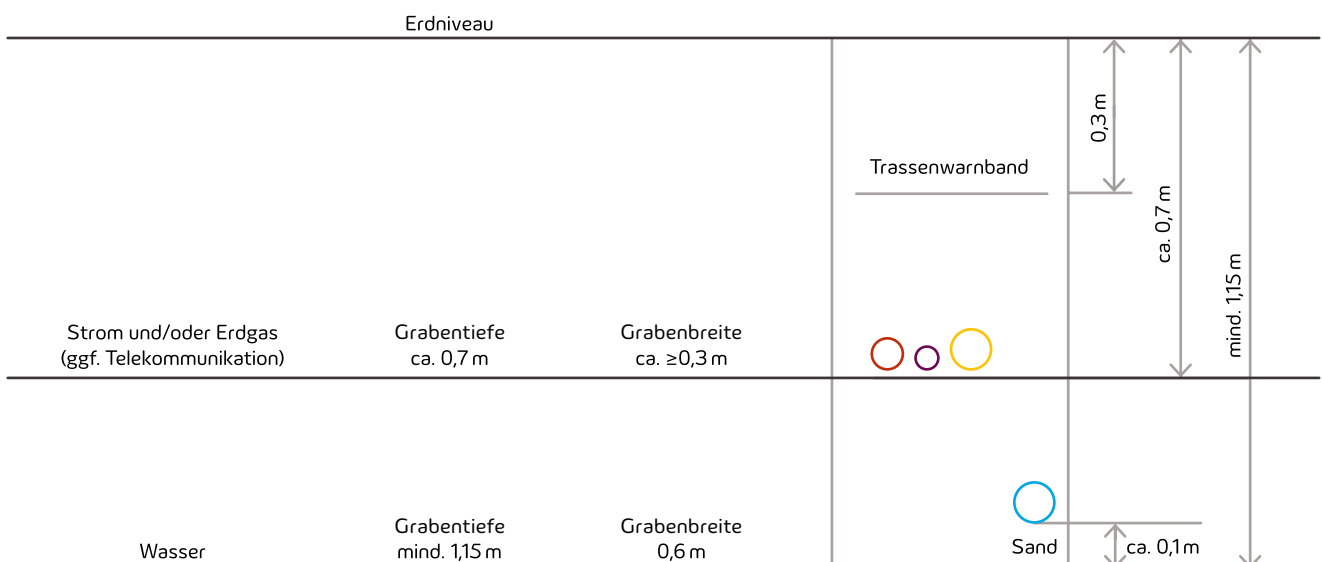 Erdniveau
0,3 m
Trassenwarnband
ca. 0,7 m
mind. 1,15 m
Strom und/oder Erdgas
(ggf. Telekommunikation)
Grabentiefe
ca. 0,7 m
Grabenbreite
ca. ≥0,3 m
Wasser
Grabentiefe
mind. 1,15 m
Grabenbreite
0,6 m
Sand
ca. 0,1 m